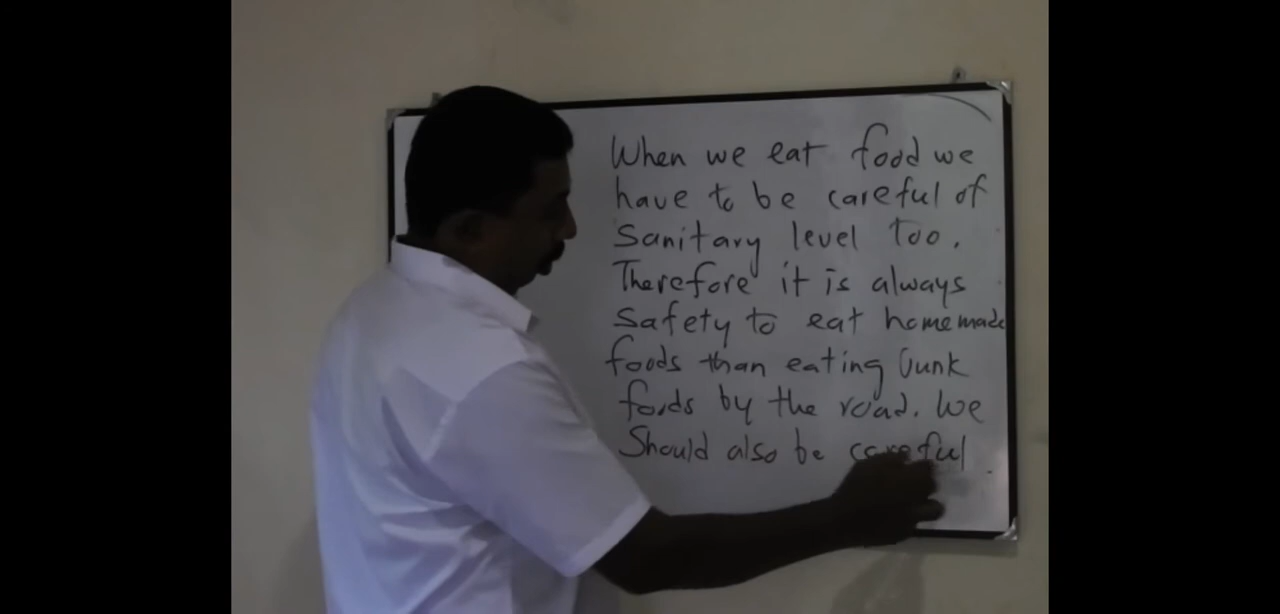 When we eat food we
have to be careful of
Sanitary level too.
Therefore it is always
safety to eat homemade
foods than eating Junk
foods by the road. We
Should also be careful